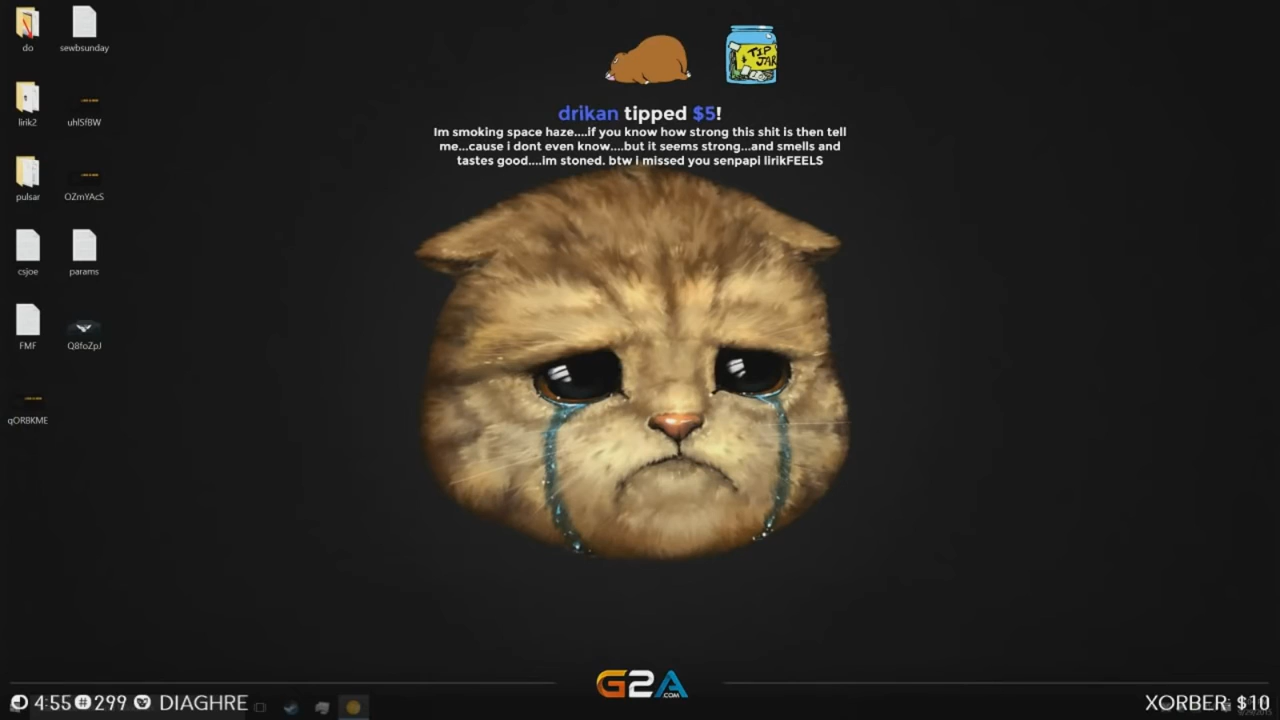 do
sewbsunday
lirik2
uhlSfBW
pulsar
OZmYAcS
csjoe
params
FMF
Q8foZpJ
qORBKME
TIP
JAR
drikan tipped $5!
Im smoking space haze....if you know how strong this shit is then tell
me...cause i dont even know....but it seems strong...and smells and
tastes good....im stoned. btw i missed you senpapi lirikFEELS
G2A
.COM
4:55 # 299 DIAGHRE
XORBER: $10